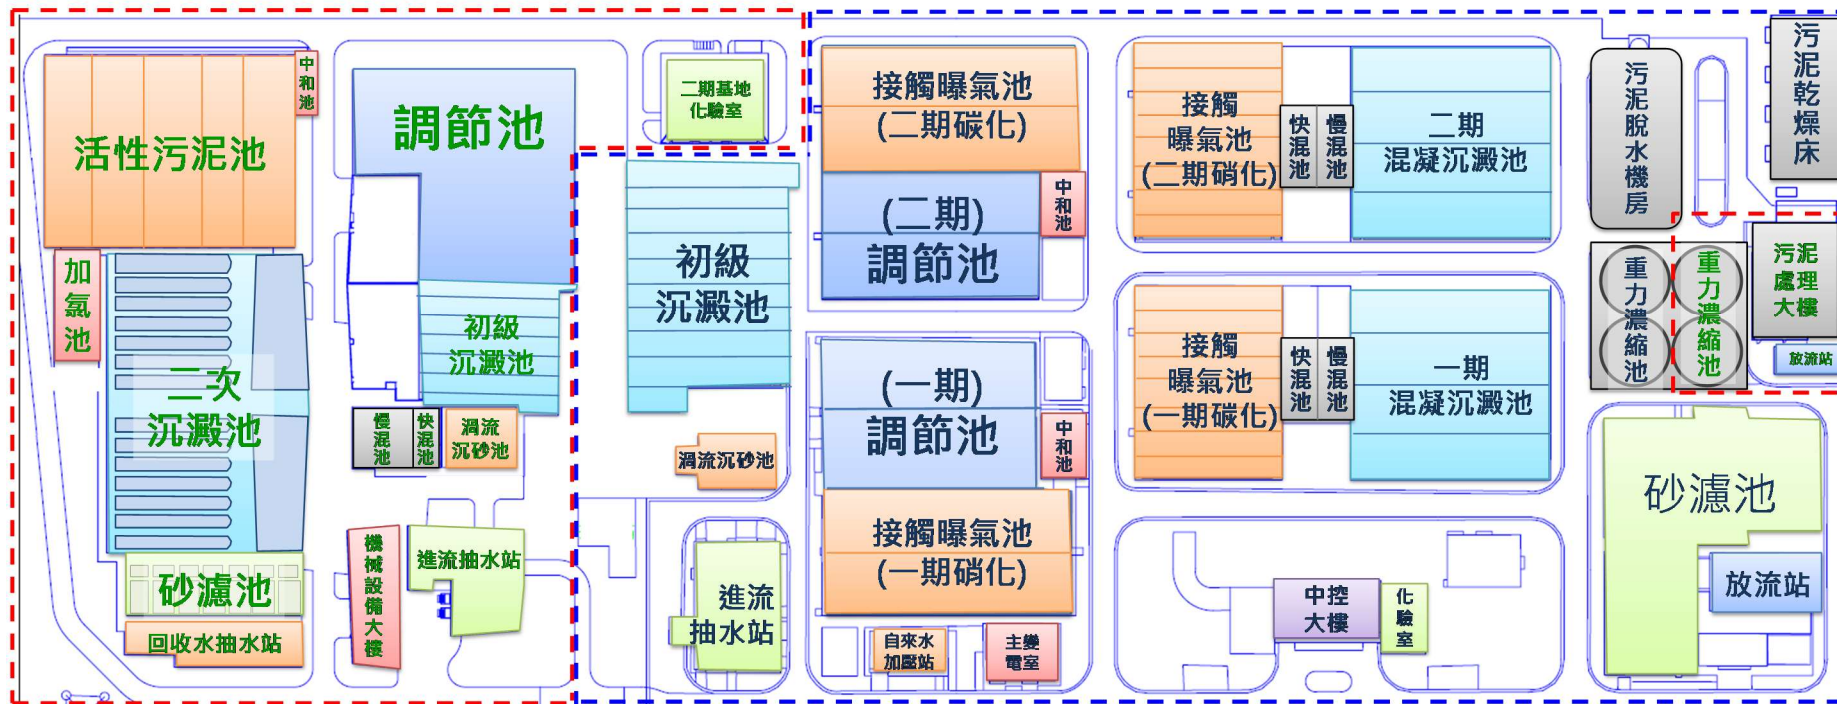 活性污泥池
中和池
調節池
二期基地
化驗室
加氯池
二次
沉澱池
初級
沉澱池
慢混池
快混池
渦流
沉砂池
砂濾池
回收水抽水站
機械設備大樓
進流抽水站
初級
沉澱池
渦流沉砂池
進流
抽水站
接觸曝氣池
(二期碳化)
(二期)
調節池
中和池
(一期)
調節池
中和池
接觸曝氣池
(一期硝化)
自來水
加壓站
主變
電室
接觸
曝氣池
(二期硝化)
快混池
慢混池
二期
混凝沉澱池
接觸
曝氣池
(一期碳化)
快混池
慢混池
一期
混凝沉澱池
中控
大樓
化驗室
污泥脫水機房
污泥乾燥床
重力濃縮池
重力濃縮池
污泥
處理
大樓
放流站
砂濾池
放流站